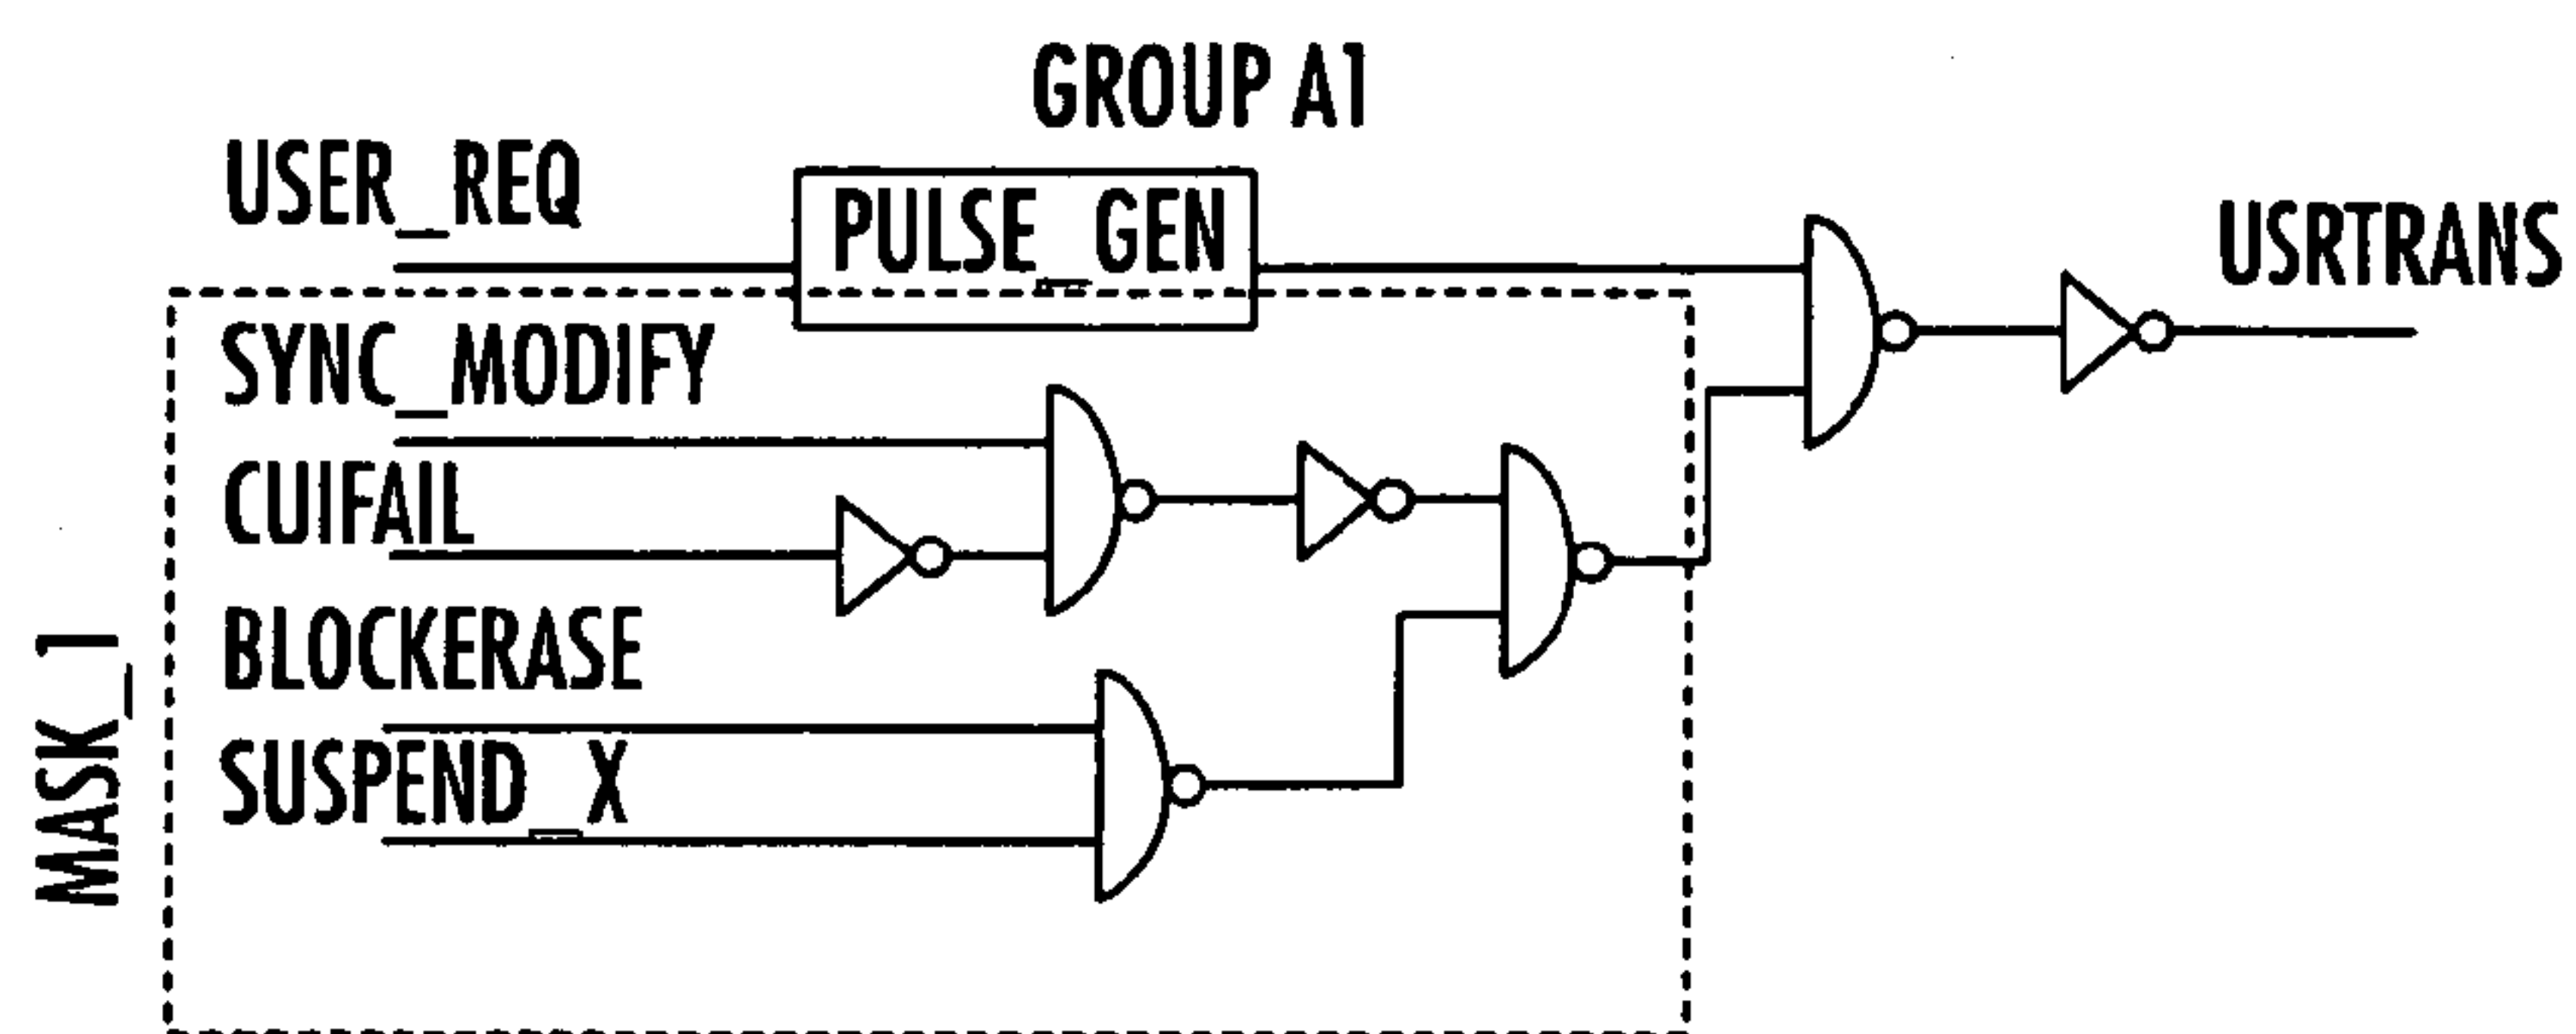 GROUP A1
USER_REQ
PULSE_GEN
USRTRANS
SYNC_MODIFY
CUIFAIL
BLOCKERASE
SUSPEND_X
MASK_1